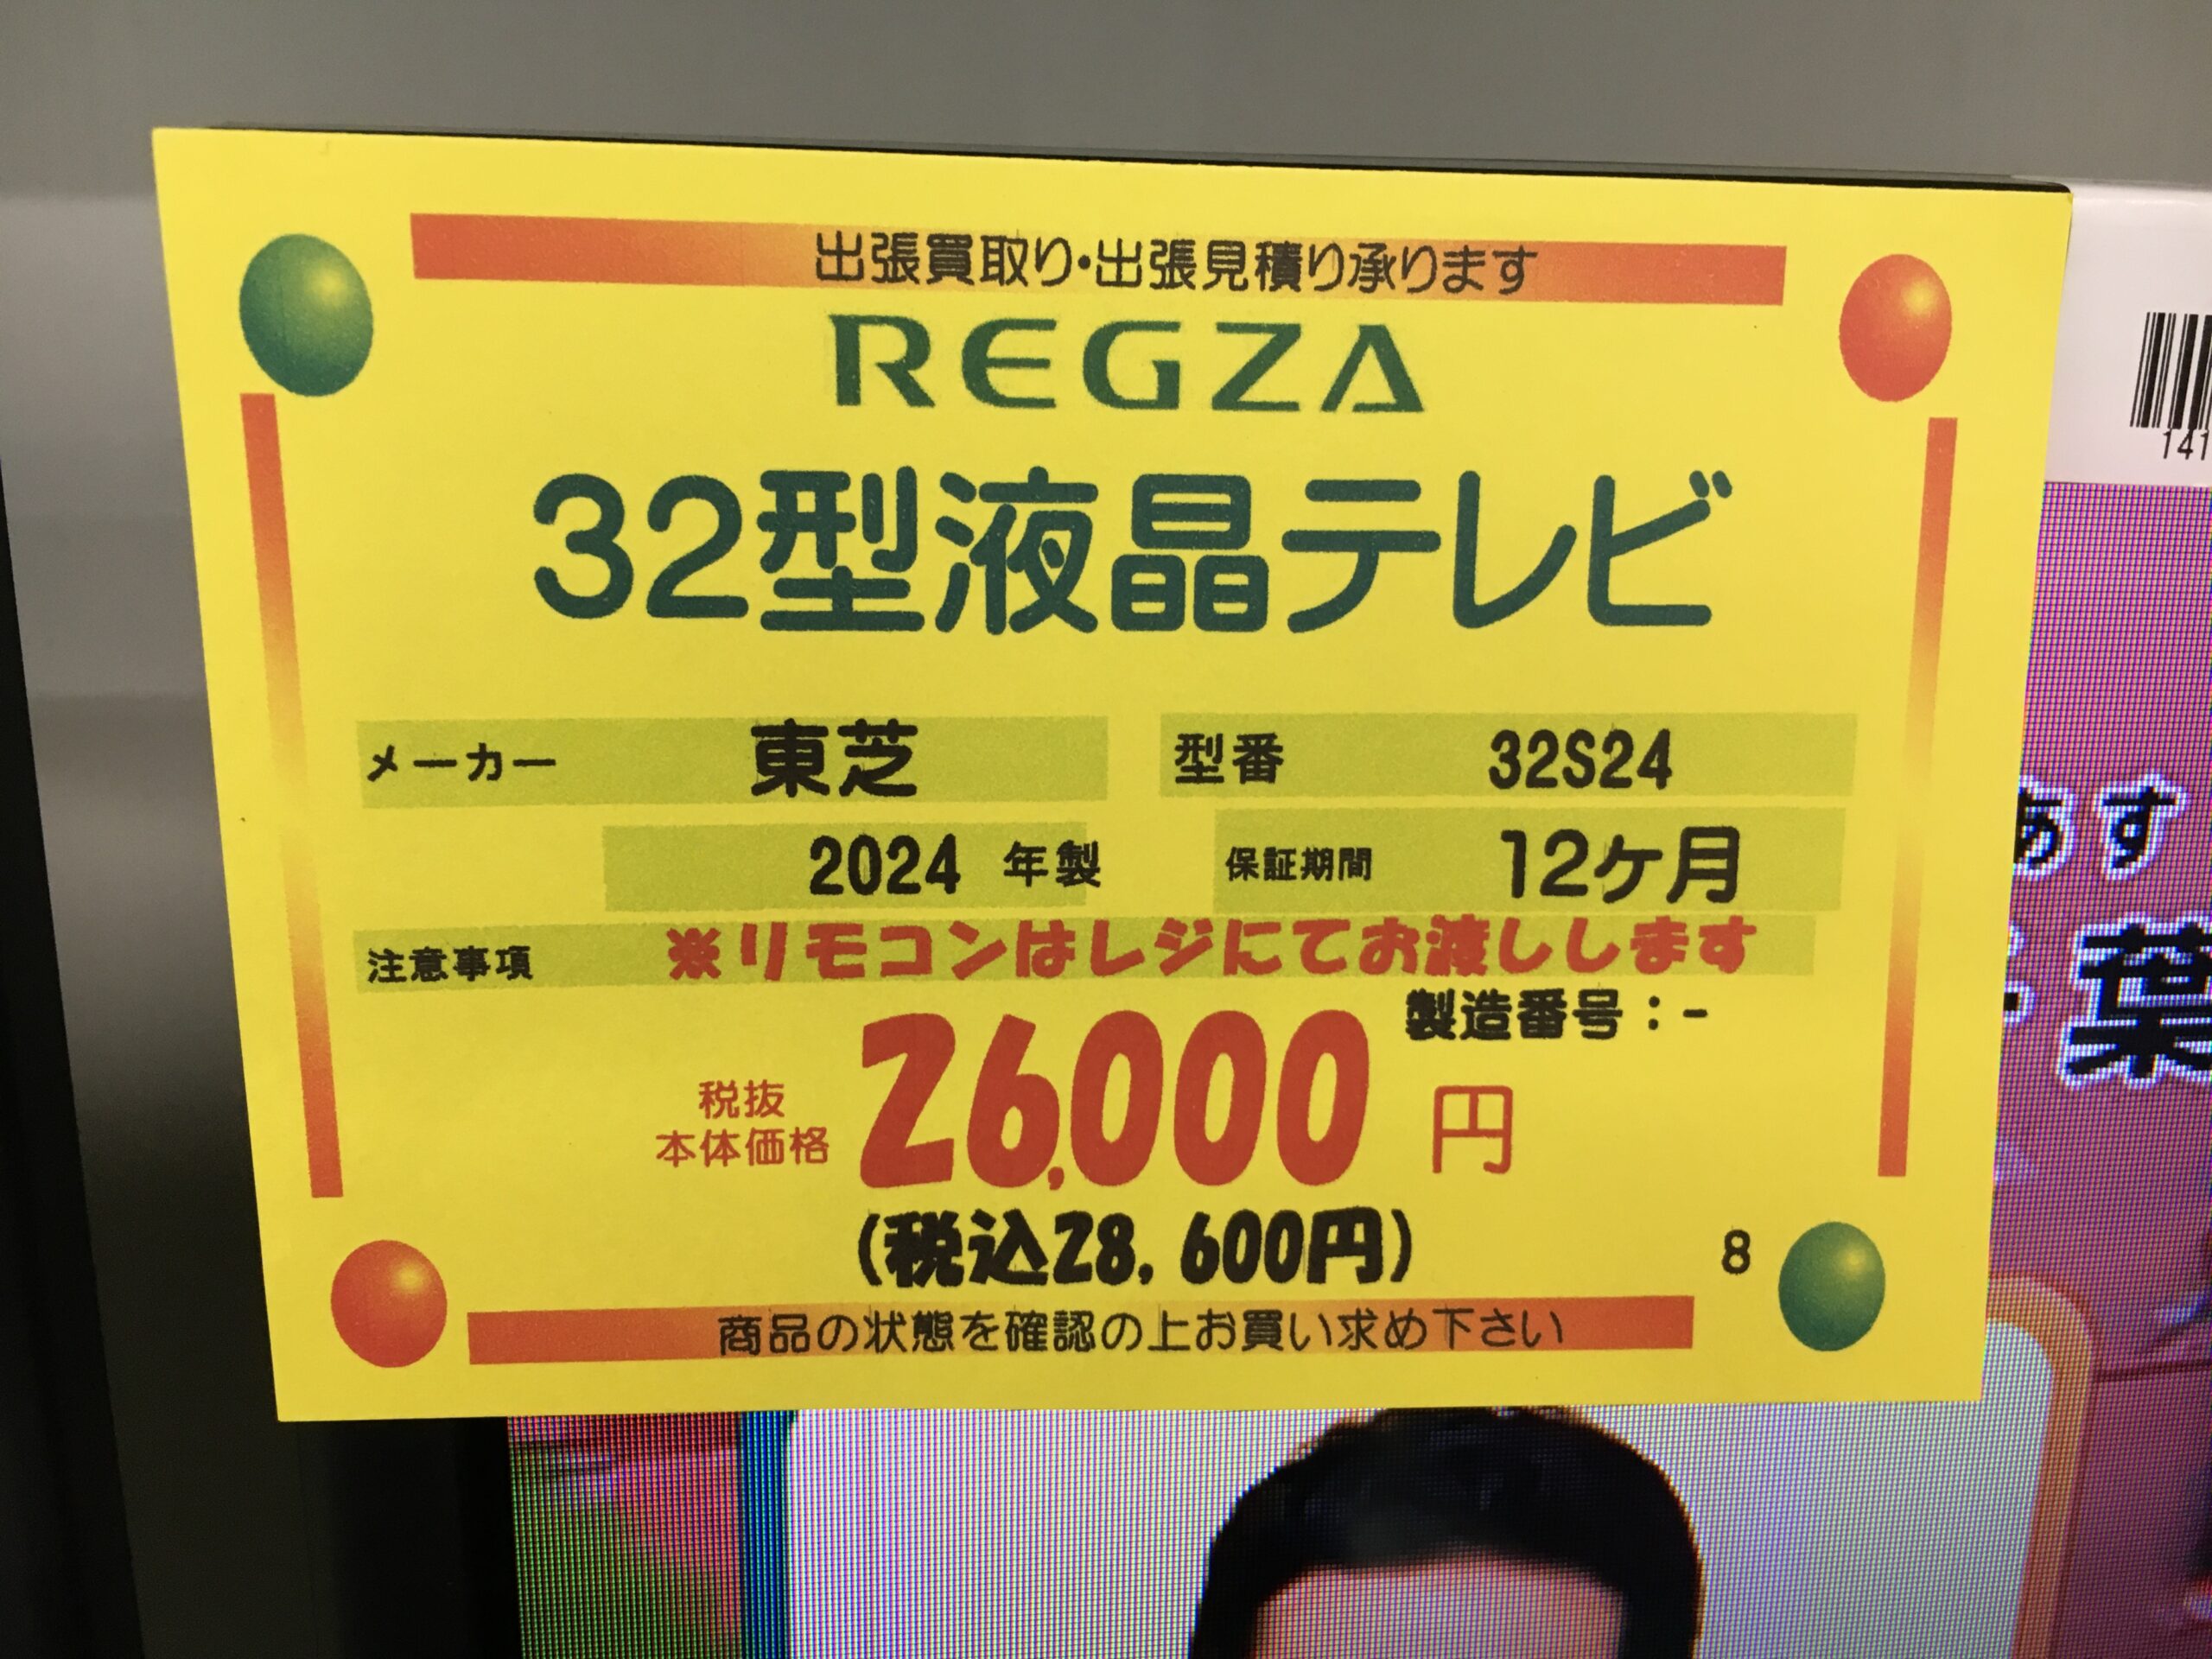 出張買取り・出張見積り承ります
REGZA
32型液晶テレビ
メーカー 東芝 型番 32S24
2024 年製 保証期間 12ケ月
注意事項 ※リモコンはレジにてお渡しします
製造番号：-
税抜
本体価格 26,000 円
(税込28,600円)
8
商品の状態を確認の上お買い求め下さい
141
あす
葉